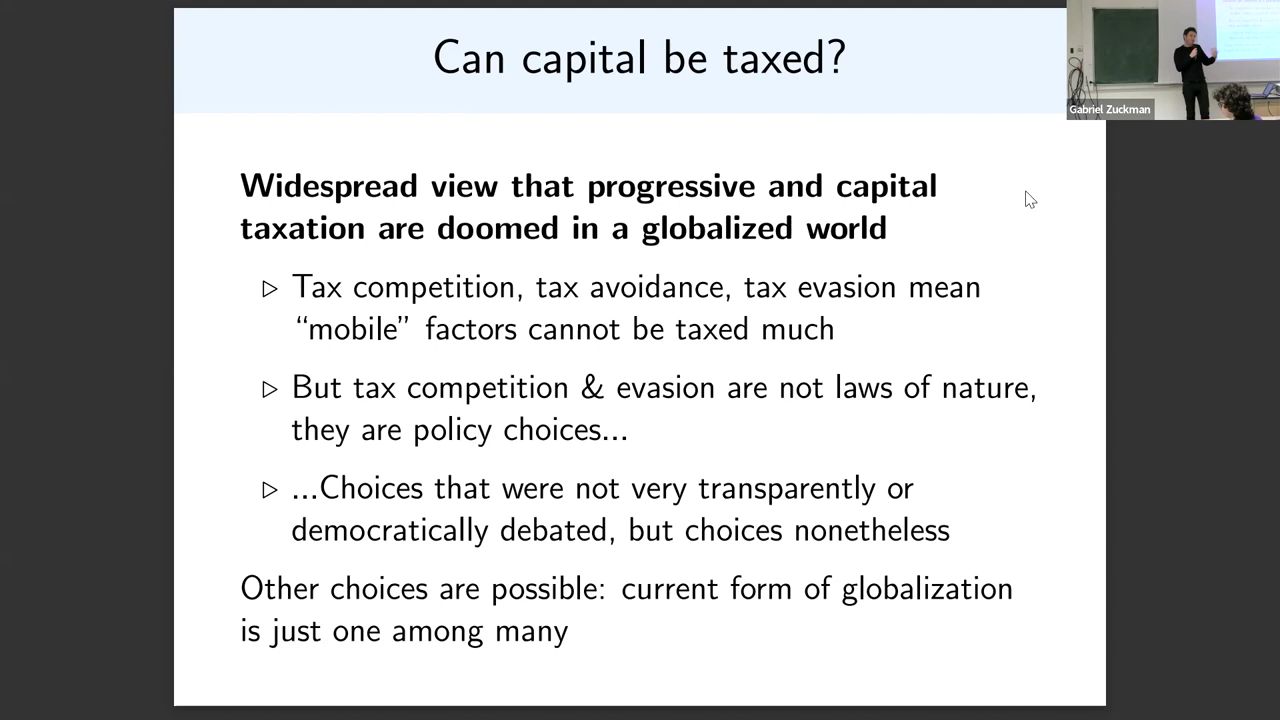 Can capital be taxed?
Gabriel Zuckman
Widespread view that progressive and capital
taxation are doomed in a globalized world
▷ Tax competition, tax avoidance, tax evasion mean
“mobile” factors cannot be taxed much
▷ But tax competition & evasion are not laws of nature,
they are policy choices...
▷ ...Choices that were not very transparently or
democratically debated, but choices nonetheless
Other choices are possible: current form of globalization
is just one among many